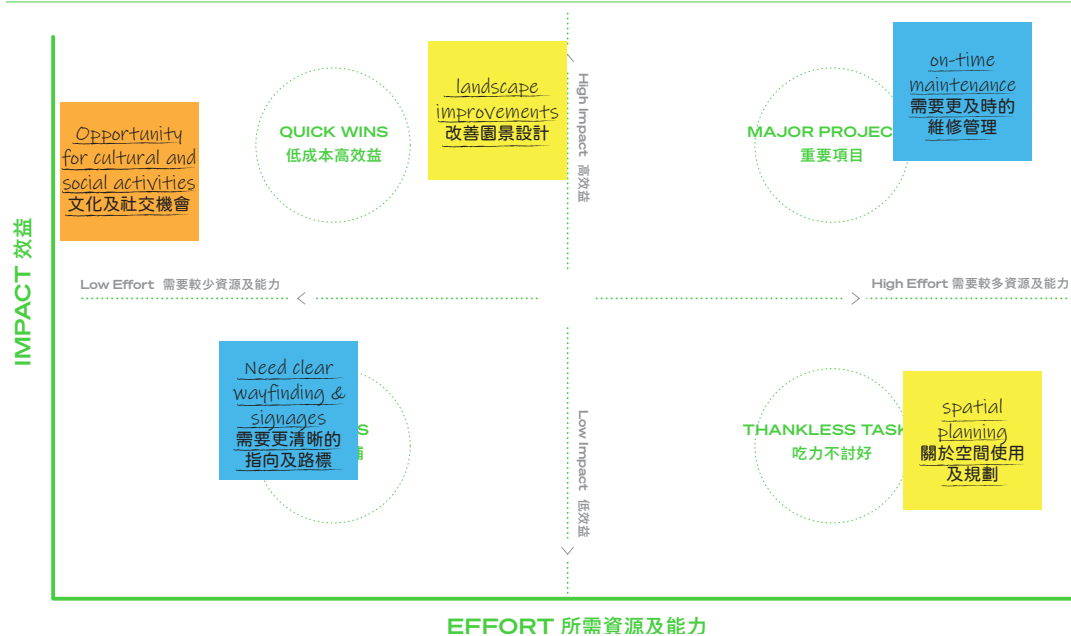 on-time
maintenance
需要更及時的
維修管理
landscape
improvements
改善園景設計
High Impact 高效益
Opportunity
for cultural and
social activities
文化及社交機會
QUICK WINS
低成本高效益
MAJOR PROJEC
重要項目
IMPACT 效益
Low Effort 需要較少資源及能力
High Effort 需要較多資源及能力
Need clear
wayfinding &
signages
需要更清晰的
指向及路標
S
Low Impact 低效益
THANKLESS TASK
吃力不討好
spatial
planning
關於空間使用
及規劃
EFFORT 所需資源及能力